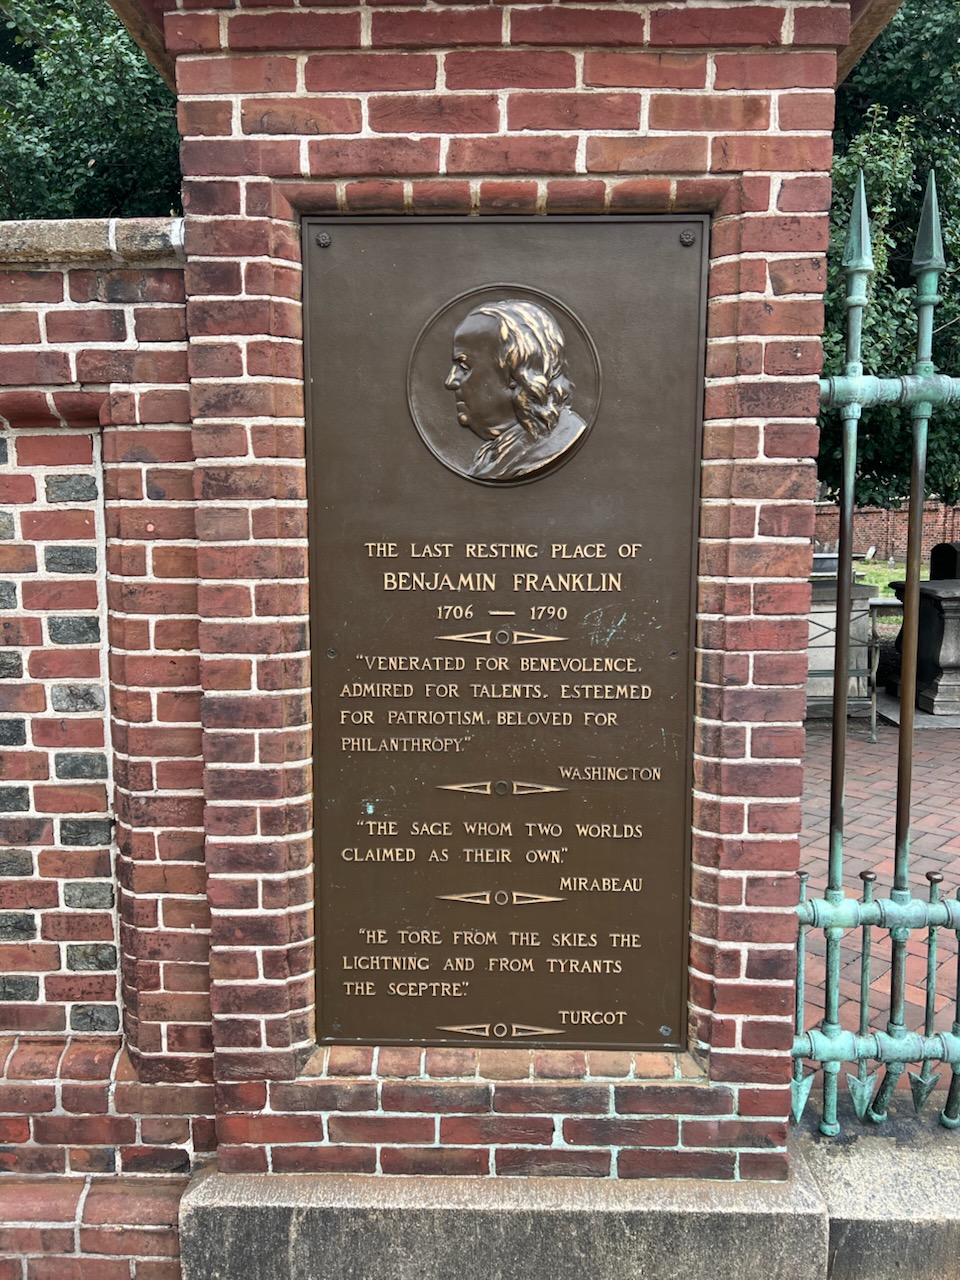 THE LAST RESTING PLACE OF
BENJAMIN FRANKLIN
1706 — 1790
"VENERATED FOR BENEVOLENCE,
ADMIRED FOR TALENTS, ESTEEMED
FOR PATRIOTISM, BELOVED FOR
PHILANTHROPY."
WASHINGTON
"THE SAGE WHOM TWO WORLDS
CLAIMED AS THEIR OWN."
MIRABEAU
"HE TORE FROM THE SKIES THE
LIGHTNING AND FROM TYRANTS
THE SCEPTRE."
TURGOT